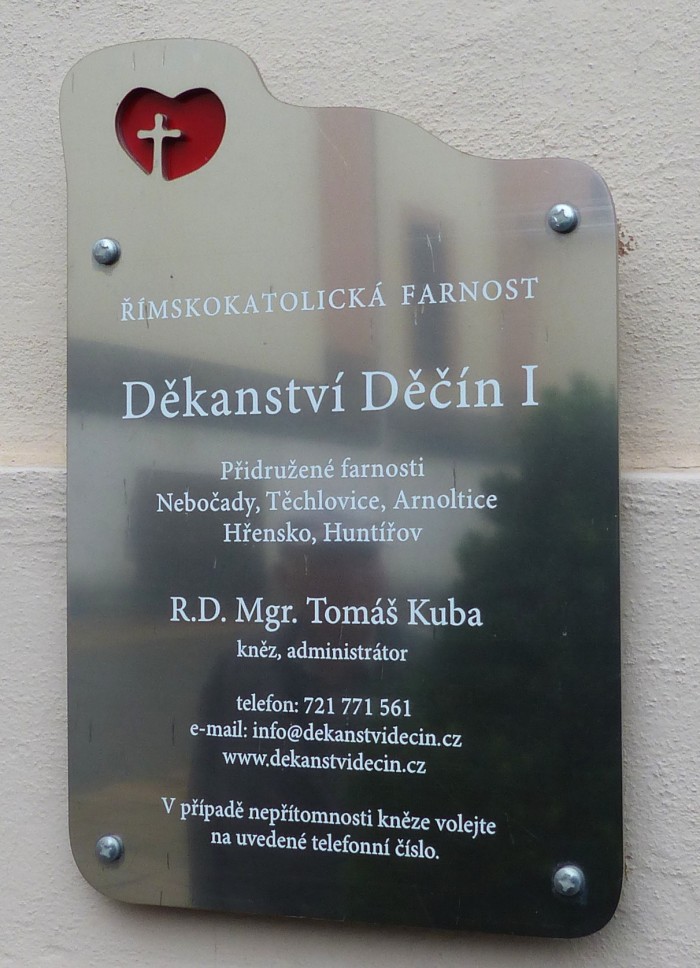 ŘÍMSKOKATOLICKÁ FARNOST
Děkanství Děčín I
Přidružené farnosti
Nebočady, Těchlovice, Arnoltice
Hřensko, Huntířov
R.D. Mgr. Tomáš Kuba
kněz, administrátor
telefon: 721 771 561
e-mail: info@dekanstvidecin.cz
www.dekanstvidecin.cz
V případě nepřítomnosti kněze volejte
na uvedené telefonní číslo.